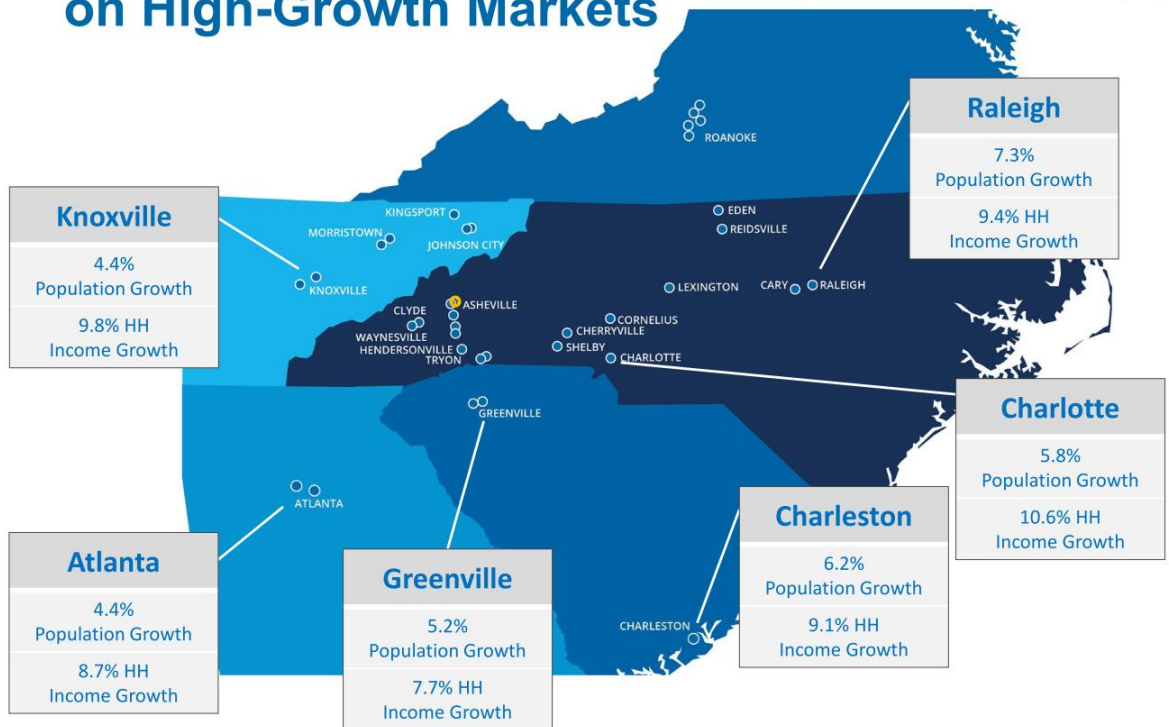 on High-Growth Markets
ROANOKE
Raleigh
7.3%
Population Growth
9.4% HH
Income Growth
Knoxville
4.4%
Population Growth
9.8% HH
Income Growth
KINGSPORT
MORRISTOWN
JOHNSON CITY
KNOXVILLE
EDEN
REIDSVILLE
LEXINGTON
CARY
RALEIGH
ASHEVILLE
CLYDE
WAYNESVILLE
HENDERSONVILLE
TRYON
CORNELIUS
CHERRYVILLE
SHELBY
CHARLOTTE
GREENVILLE
ATLANTA
Charlotte
5.8%
Population Growth
10.6% HH
Income Growth
Charleston
6.2%
Population Growth
9.1% HH
Income Growth
Atlanta
4.4%
Population Growth
8.7% HH
Income Growth
Greenville
5.2%
Population Growth
7.7% HH
Income Growth
CHARLESTON